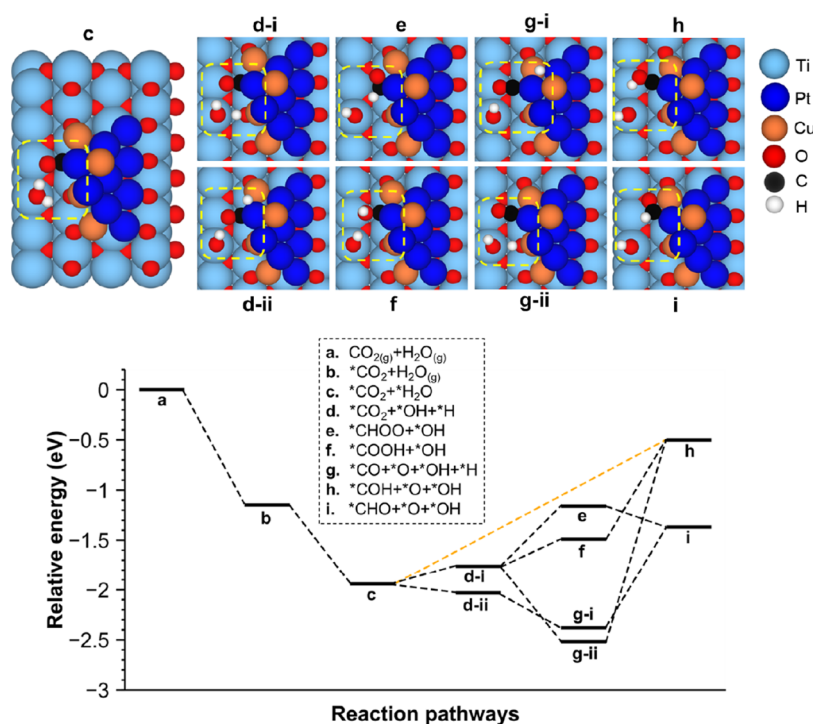 c
d-i
e
g-i
h
Ti
Pt
Cu
O
C
H
d-ii
f
g-ii
i
a. CO₂₍g₎+H₂O₍g₎
b. *CO₂+H₂O₍g₎
c. *CO₂+*H₂O
d. *CO₂+*OH+*H
e. *CHOO+*OH
f. *COOH+*OH
g. *CO+*O+*OH+*H
h. *COH+*O+*OH
i. *CHO+*O+*OH
Relative energy (eV)
0
−0.5
−1
−1.5
−2
−2.5
−3
a
b
c
d-i
d-ii
e
f
g-i
g-ii
h
i
Reaction pathways